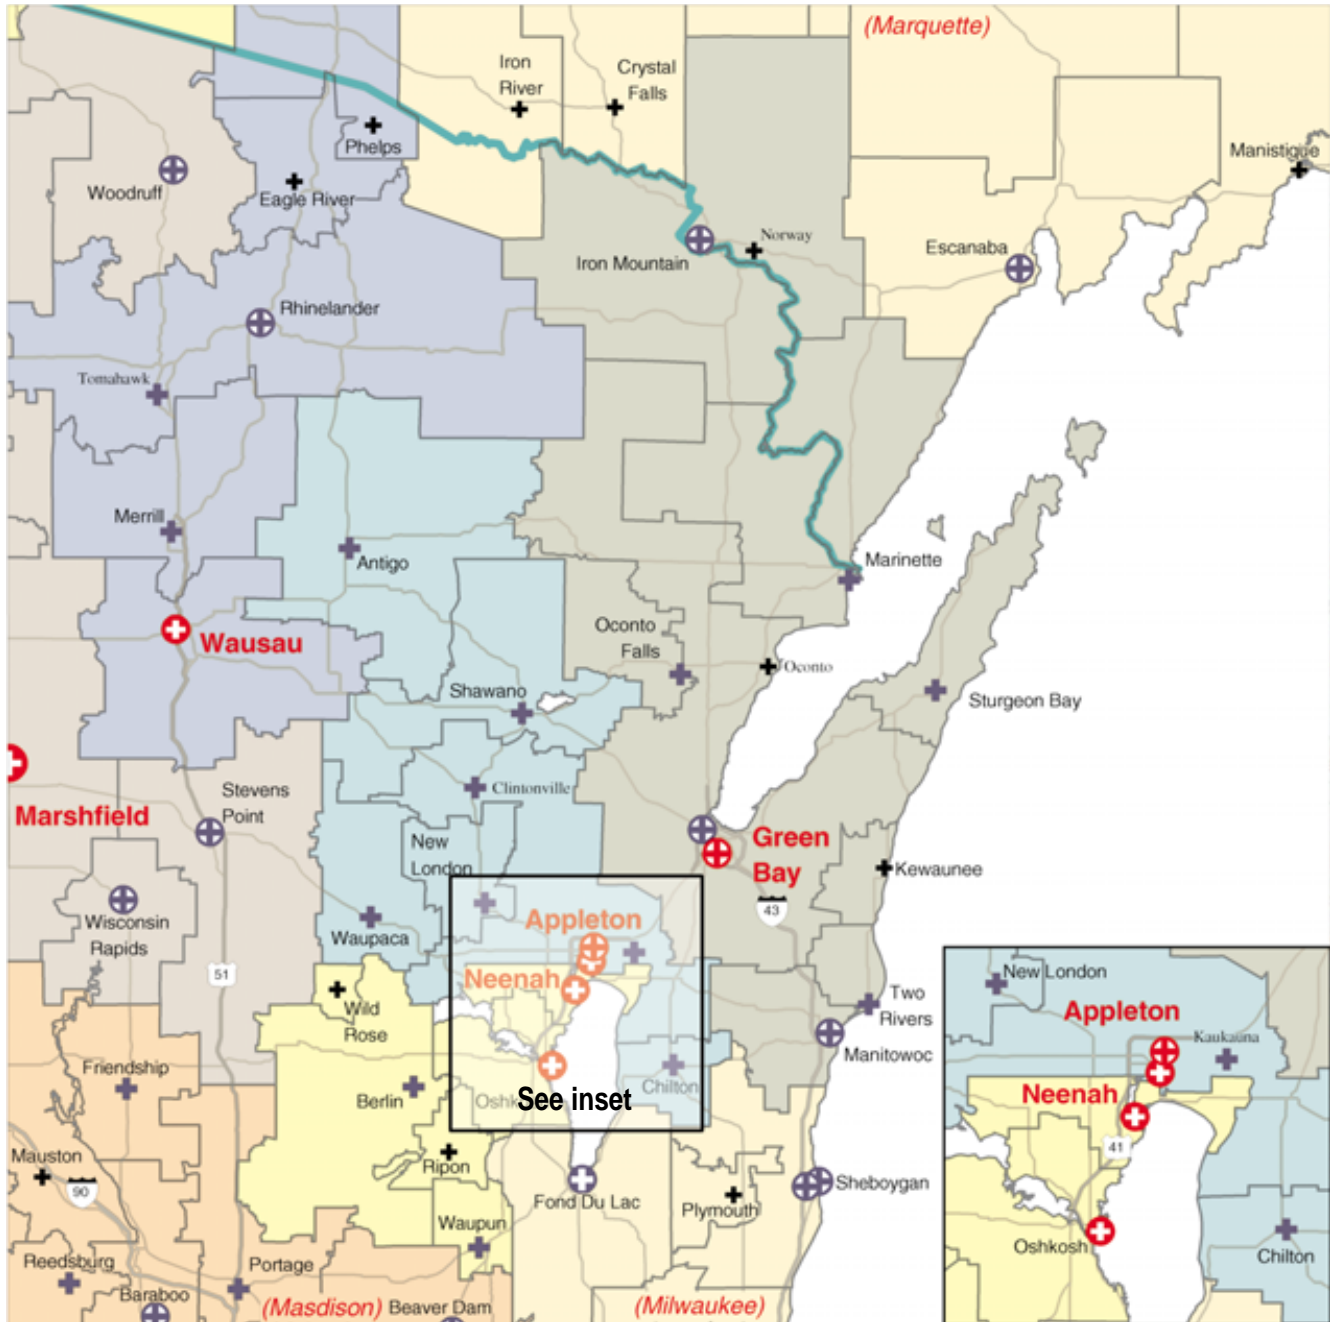 (Marquette)
Iron
River
Crystal
Falls
Phelps
Manistique
Woodruff
Eagle River
Norway
Escanaba
Iron Mountain
Rhinelander
Tomahawk
Merrill
Antigo
Marinette
Wausau
Oconto
Falls
Oconto
Shawano
Sturgeon Bay
Marshfield
Stevens
Point
Clintonville
New
London
Green
Bay
Kewaunee
43
Wisconsin
Rapids
Waupaca
Appleton
Neenah
51
Wild
Rose
Two
Rivers
Manitowoc
Friendship
Berlin
Oshk
See inset
Chilton
Mauston
90
Ripon
Fond Du Lac
Plymouth
Sheboygan
Waupun
Reedsburg
Portage
Baraboo
(Masdison)
Beaver Dam
(Milwaukee)
New London
Appleton
Kaukauna
Neenah
41
Oshkosh
Chilton